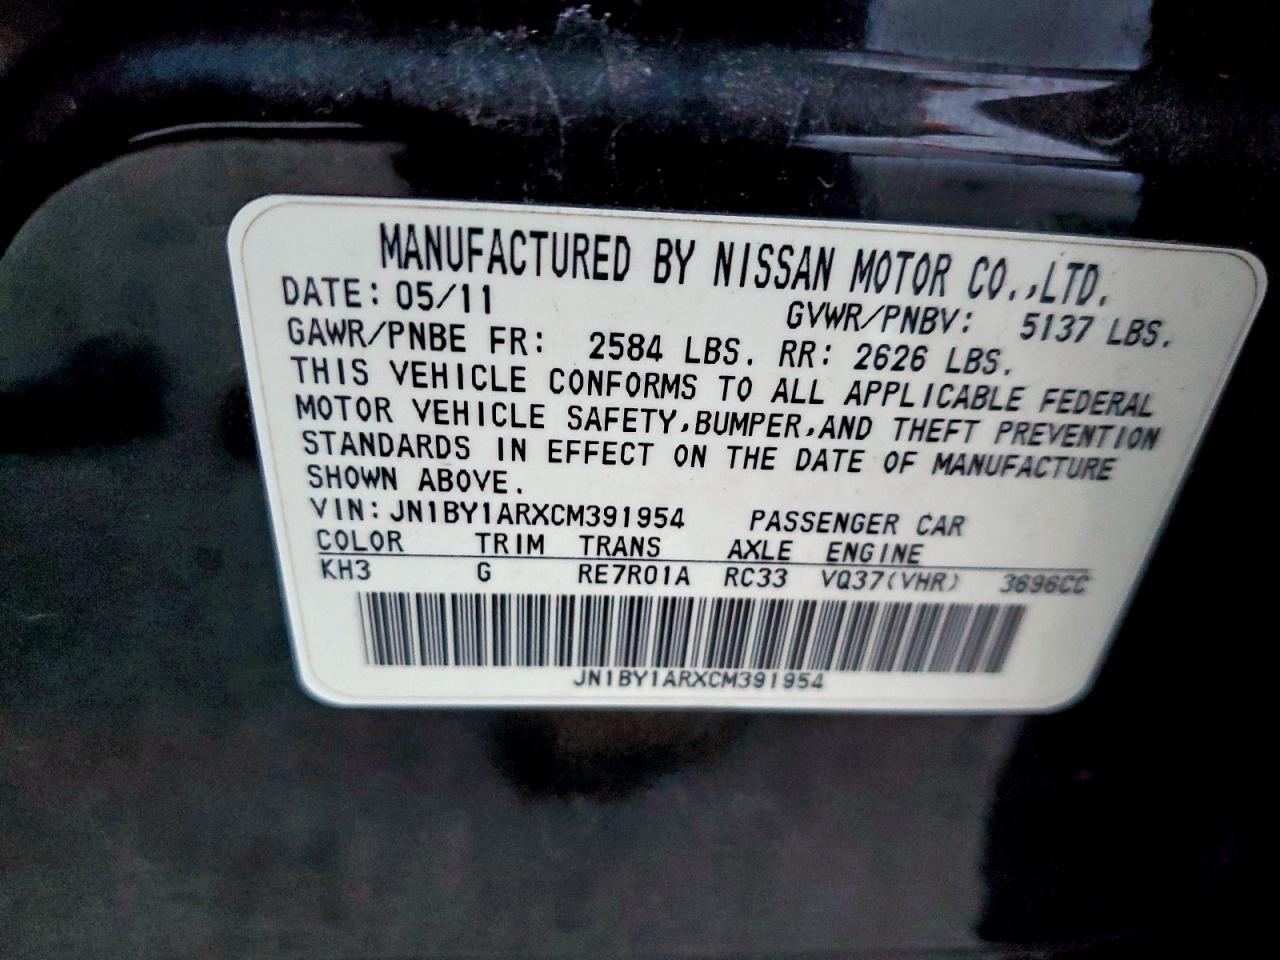 MANUFACTURED BY NISSAN MOTOR CO.,LTD.
DATE: 05/11 GVWR/PNBV: 5137 LBS.
GAWR/PNBE FR: 2584 LBS. RR: 2626 LBS.
THIS VEHICLE CONFORMS TO ALL APPLICABLE FEDERAL
MOTOR VEHICLE SAFETY,BUMPER,AND THEFT PREVENTION
STANDARDS IN EFFECT ON THE DATE OF MANUFACTURE
SHOWN ABOVE.
VIN: JN1BY1ARXCM391954 PASSENGER CAR
COLOR TRIM TRANS AXLE ENGINE
KH3 G RE7R01A RC33 VQ37(VHR) 3696CC
JN1BY1ARXCM391954